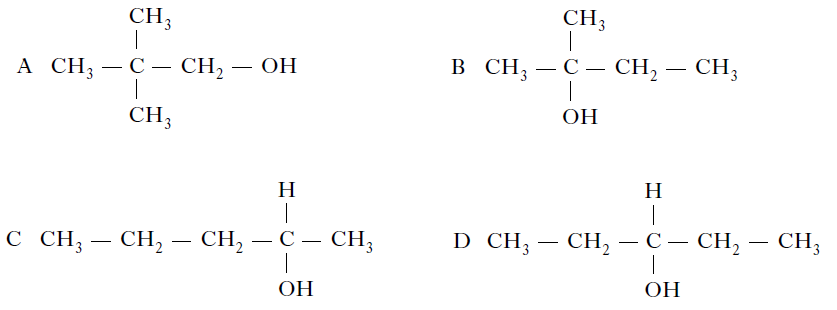 CH₃ CH₃
A CH₃ — C — CH₂ — OH B CH₃ — C — CH₂ — CH₃
CH₃ OH
H H
C CH₃ — CH₂ — CH₂ — C — CH₃ D CH₃ — CH₂ — C — CH₂ — CH₃
OH OH